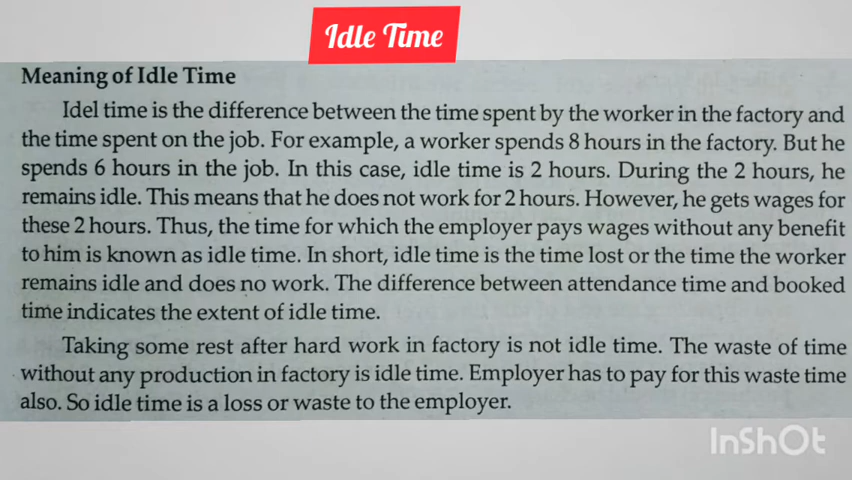 Idle Time
Meaning of Idle Time
Idel time is the difference between the time spent by the worker in the factory and
the time spent on the job. For example, a worker spends 8 hours in the factory. But he
spends 6 hours in the job. In this case, idle time is 2 hours. During the 2 hours, he
remains idle. This means that he does not work for 2 hours. However, he gets wages for
these 2 hours. Thus, the time for which the employer pays wages without any benefit
to him is known as idle time. In short, idle time is the time lost or the time the worker
remains idle and does no work. The difference between attendance time and booked
time indicates the extent of idle time.
Taking some rest after hard work in factory is not idle time. The waste of time
without any production in factory is idle time. Employer has to pay for this waste time
also. So idle time is a loss or waste to the employer.
InShOt